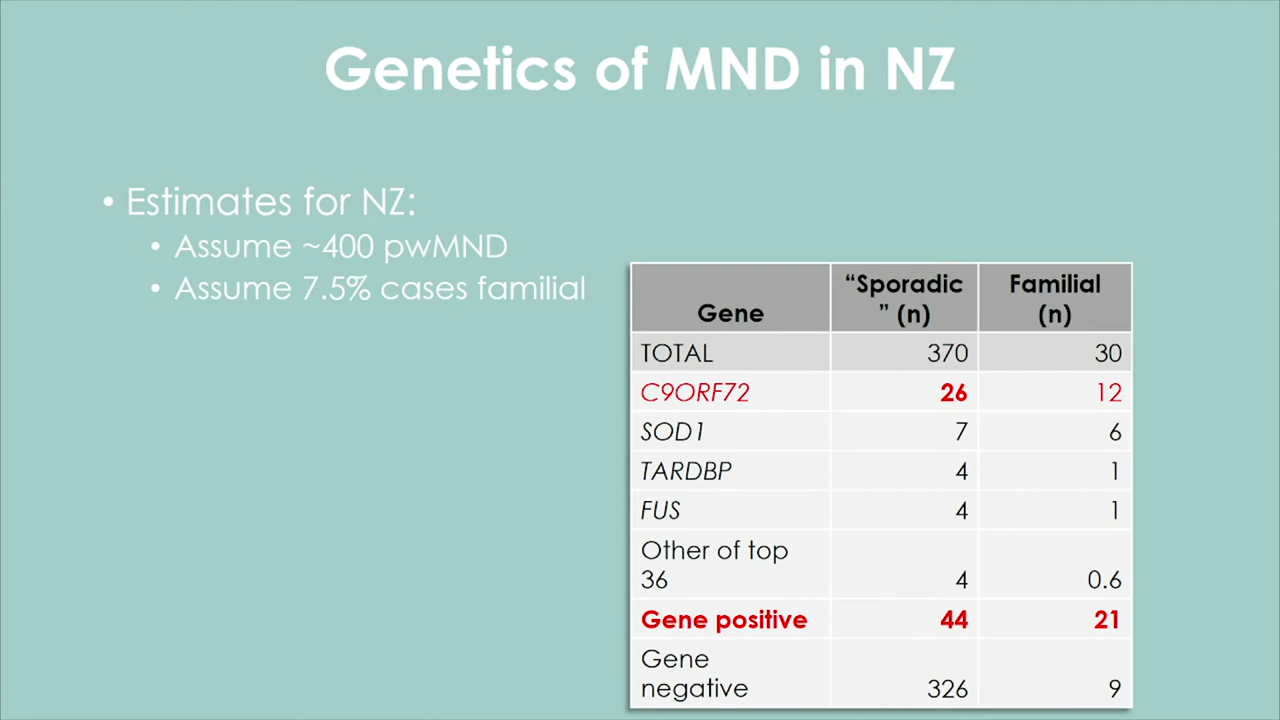 Genetics of MND in NZ
• Estimates for NZ:
• Assume ~400 pwMND
• Assume 7.5% cases familial
Gene “Sporadic ” (n) Familial (n)
TOTAL 370 30
C9ORF72 26 12
SOD1 7 6
TARDBP 4 1
FUS 4 1
Other of top 36 4 0.6
Gene positive 44 21
Gene negative 326 9